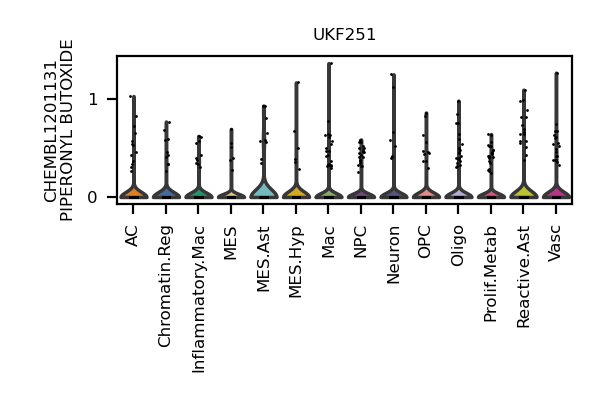 UKF251
CHEMBL1201131
PIPERONYL BUTOXIDE
1
0
AC
Chromatin.Reg
Inflammatory.Mac
MES
MES.Ast
MES.Hyp
Mac
NPC
Neuron
OPC
Oligo
Prolif.Metab
Reactive.Ast
Vasc